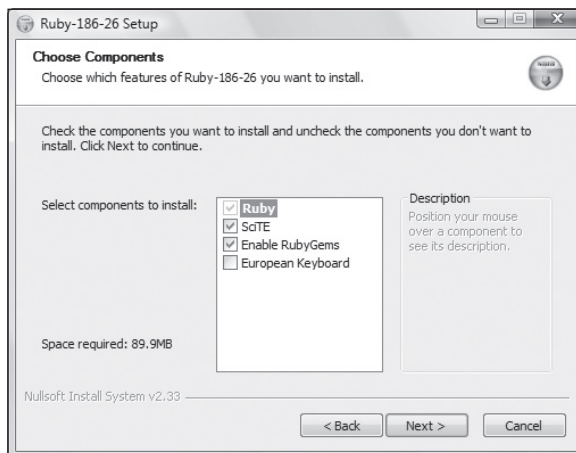 Ruby-186-26 Setup
Choose Components
Choose which features of Ruby-186-26 you want to install.
Check the components you want to install and uncheck the components you don't want to
install. Click Next to continue.
Select components to install:
Ruby
SciTE
Enable RubyGems
European Keyboard
Description
Position your mouse
over a component to
see its description.
Space required: 89.9MB
Nullsoft Install System v2.33
< Back
Next >
Cancel